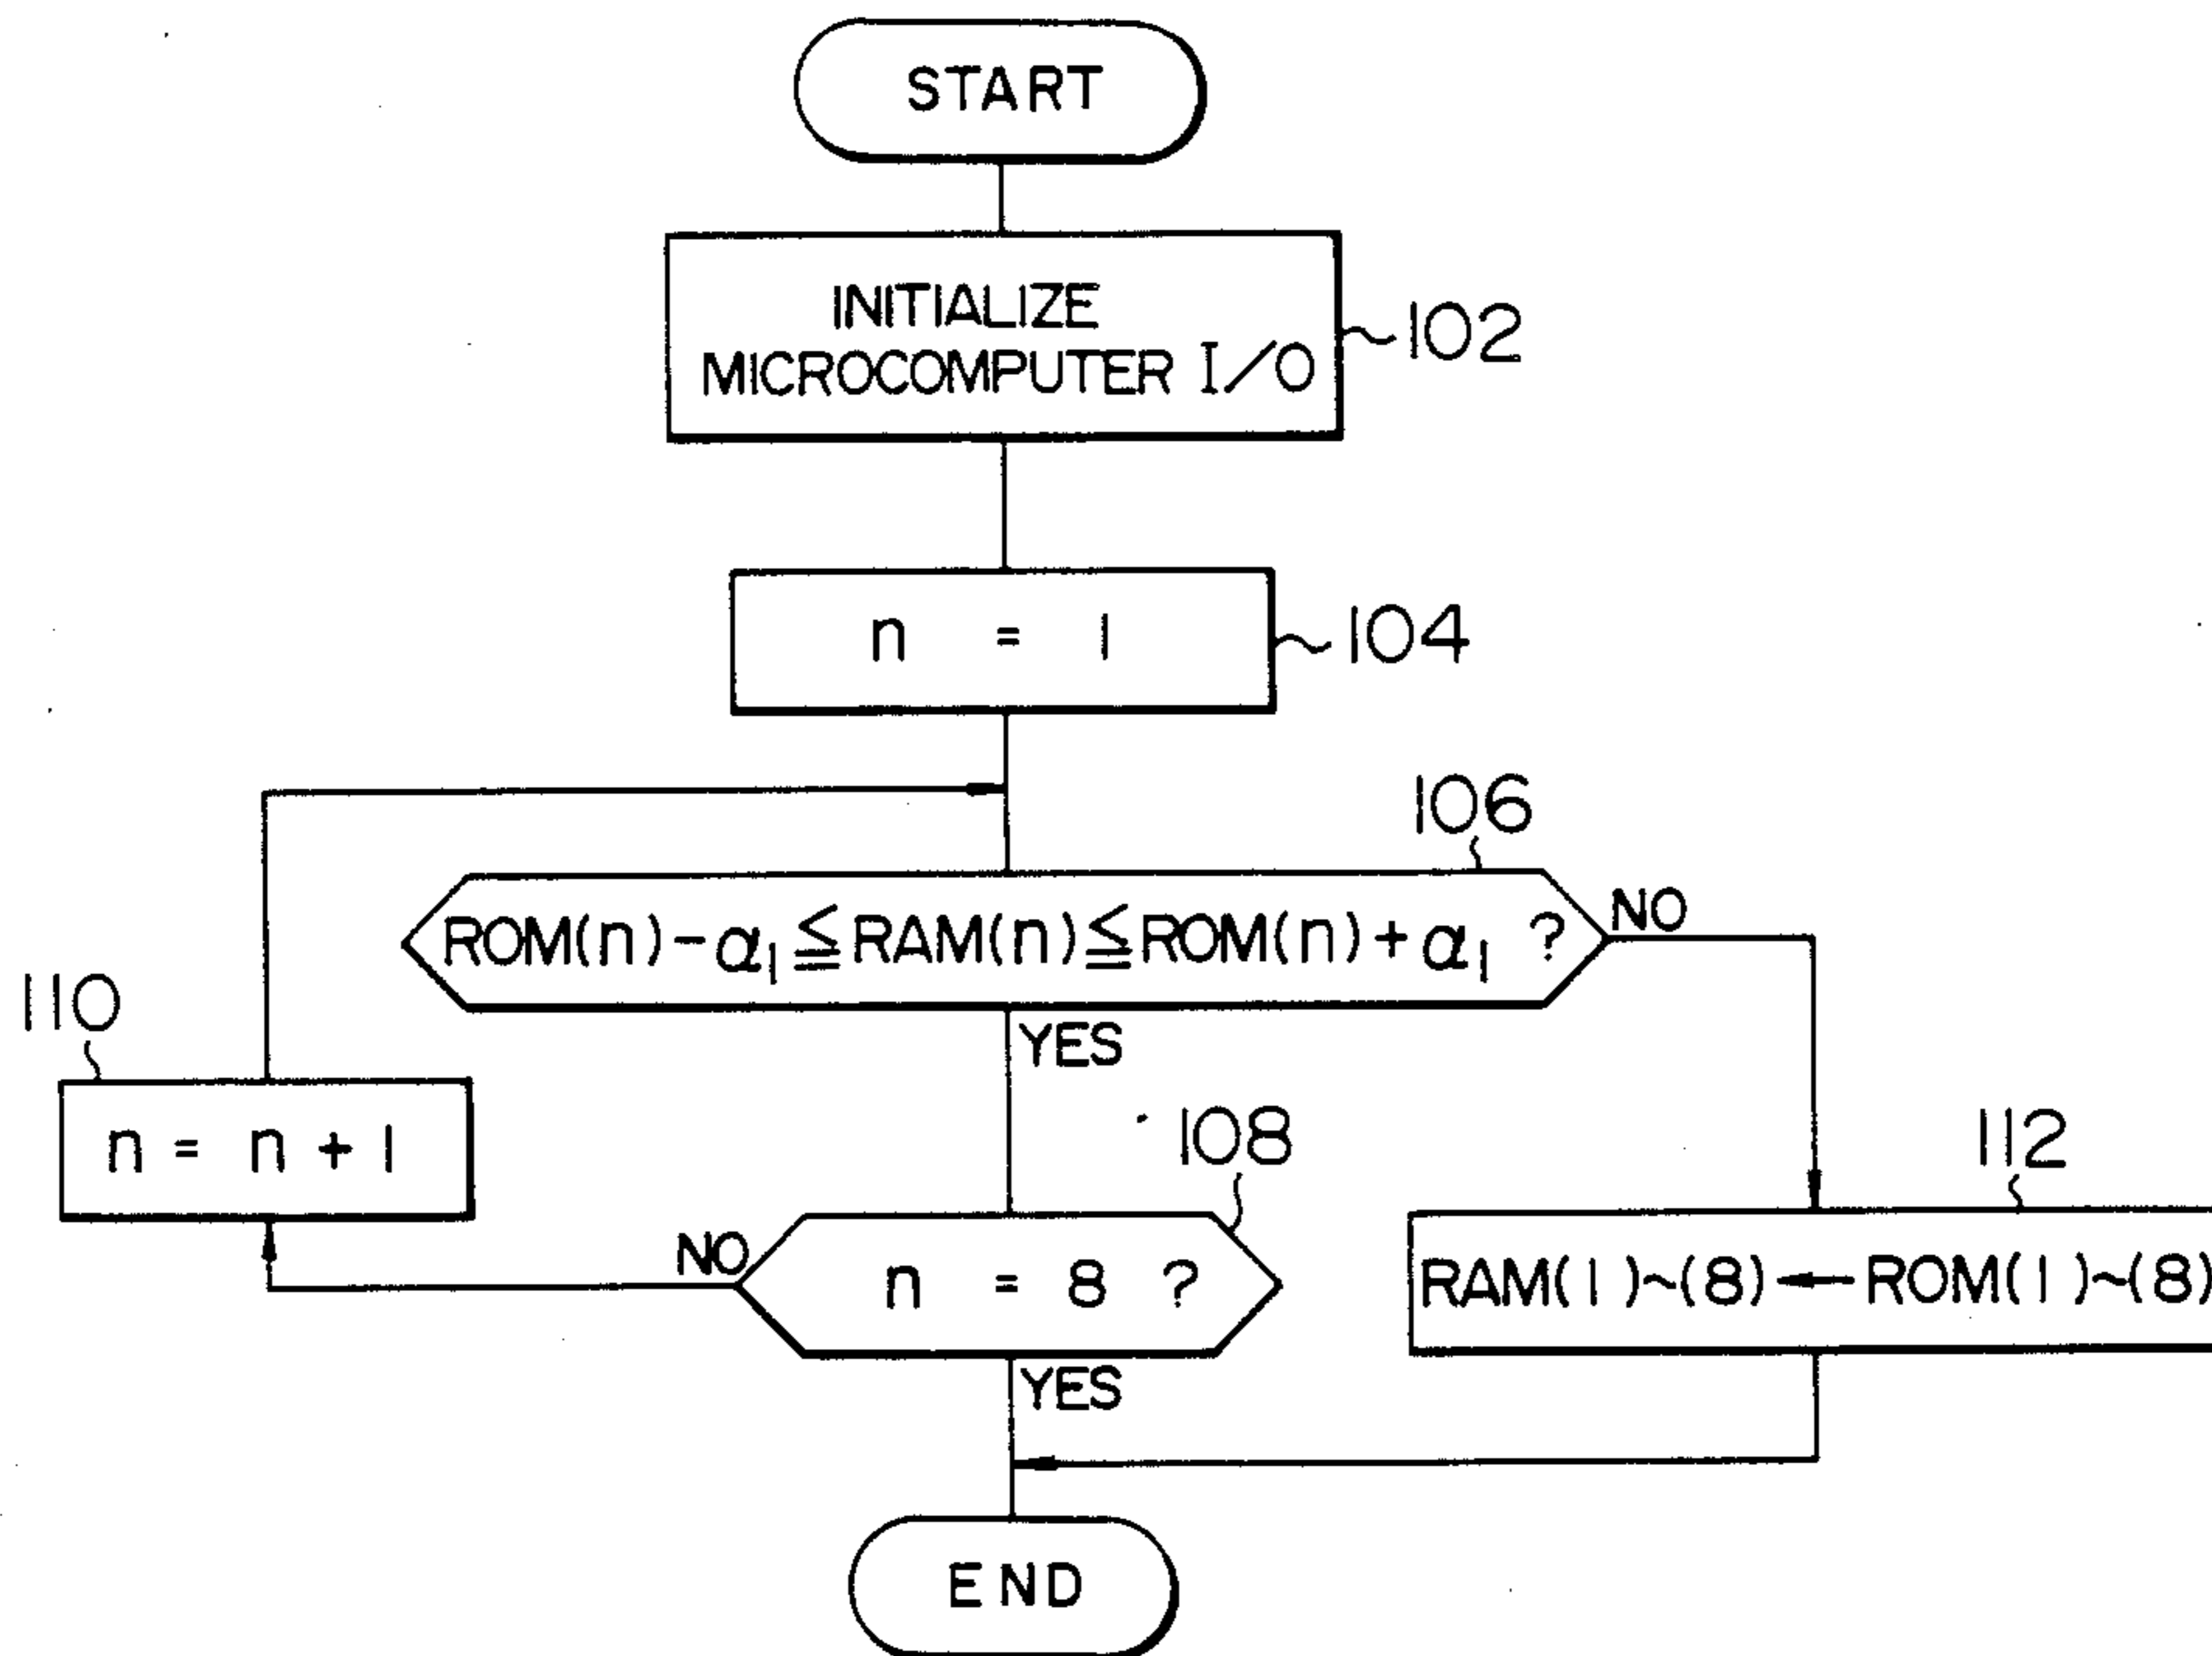 START
INITIALIZE
MICROCOMPUTER I/O
102
n = 1
104
106
ROM(n)-α₁≦RAM(n)≦ROM(n)+α₁ ?
NO
YES
110
n = n + 1
108
n = 8 ?
NO
YES
112
RAM(1)~(8)←ROM(1)~(8)
END